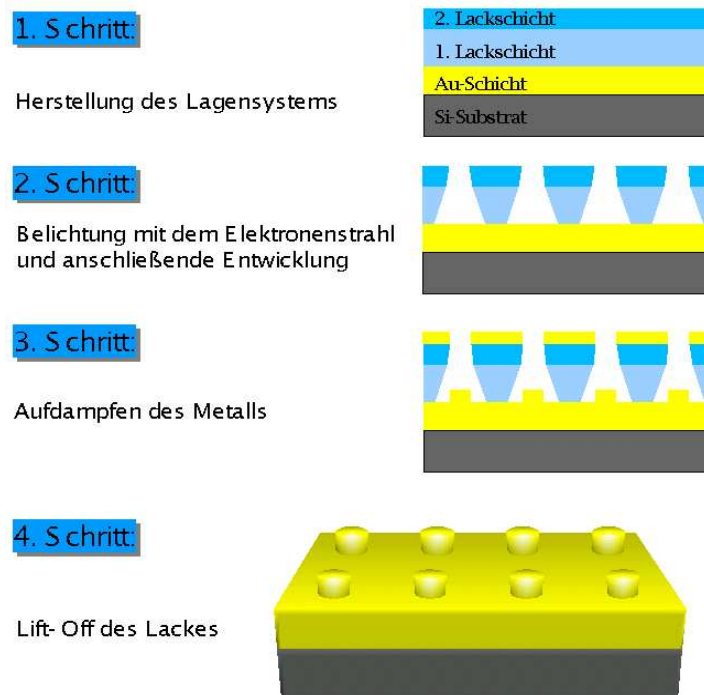 1. Schritt:
2. Lackschicht
1. Lackschicht
Au-Schicht
Si-Substrat
Herstellung des Lagensystems
2. Schritt:
Belichtung mit dem Elektronenstrahl
und anschließende Entwicklung
3. Schritt:
Aufdampfen des Metalls
4. Schritt:
Lift-Off des Lackes